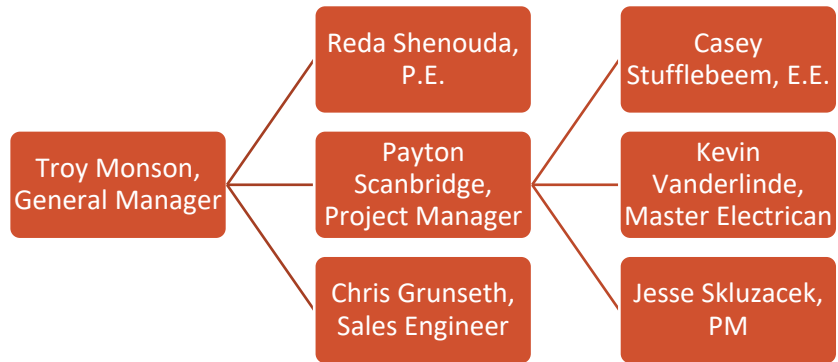 Troy Monson,
General Manager
Reda Shenouda,
P.E.
Payton
Scanbridge,
Project Manager
Chris Grunseth,
Sales Engineer
Casey
Stufflebeem, E.E.
Kevin
Vanderlinde,
Master Electrican
Jesse Skluzacek,
PM